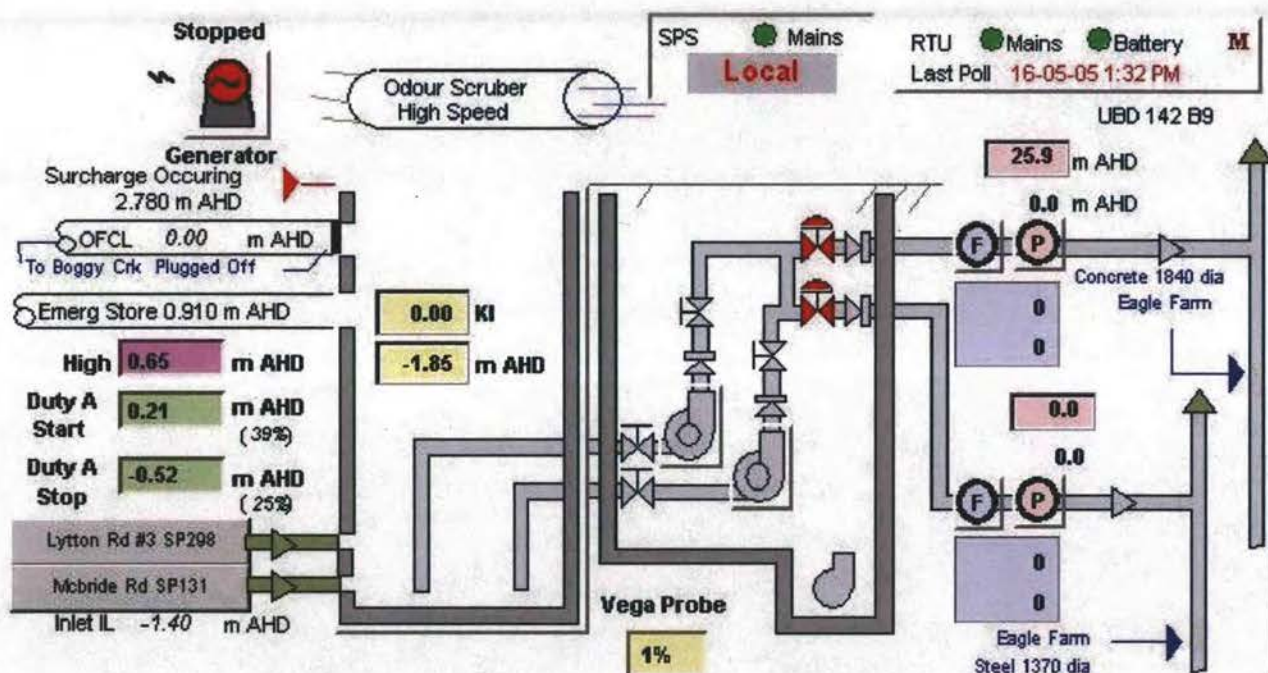 Stopped
Generator
Odour Scruber
High Speed
SPS Mains
Local
RTU Mains Battery M
Last Poll 16-05-05 1:32 PM
UBD 142 B9
Surcharge Occuring
2.780 m AHD
OFCL 0.00 m AHD
To Boggy Crk Plugged Off
Emerg Store 0.910 m AHD
High 0.65 m AHD
Duty A
Start
0.21 m AHD
(39%)
Duty A
Stop
-0.52 m AHD
(25%)
Lytton Rd #3 SP298
Mcbride Rd SP131
Inlet IL -1.40 m AHD
0.00 Kl
-1.85 m AHD
Vega Probe
1%
25.9 m AHD
0.0 m AHD
F P
Concrete 1840 dia
Eagle Farm
0
0
0.0
0.0
F P
0
0
Eagle Farm
Steel 1370 dia